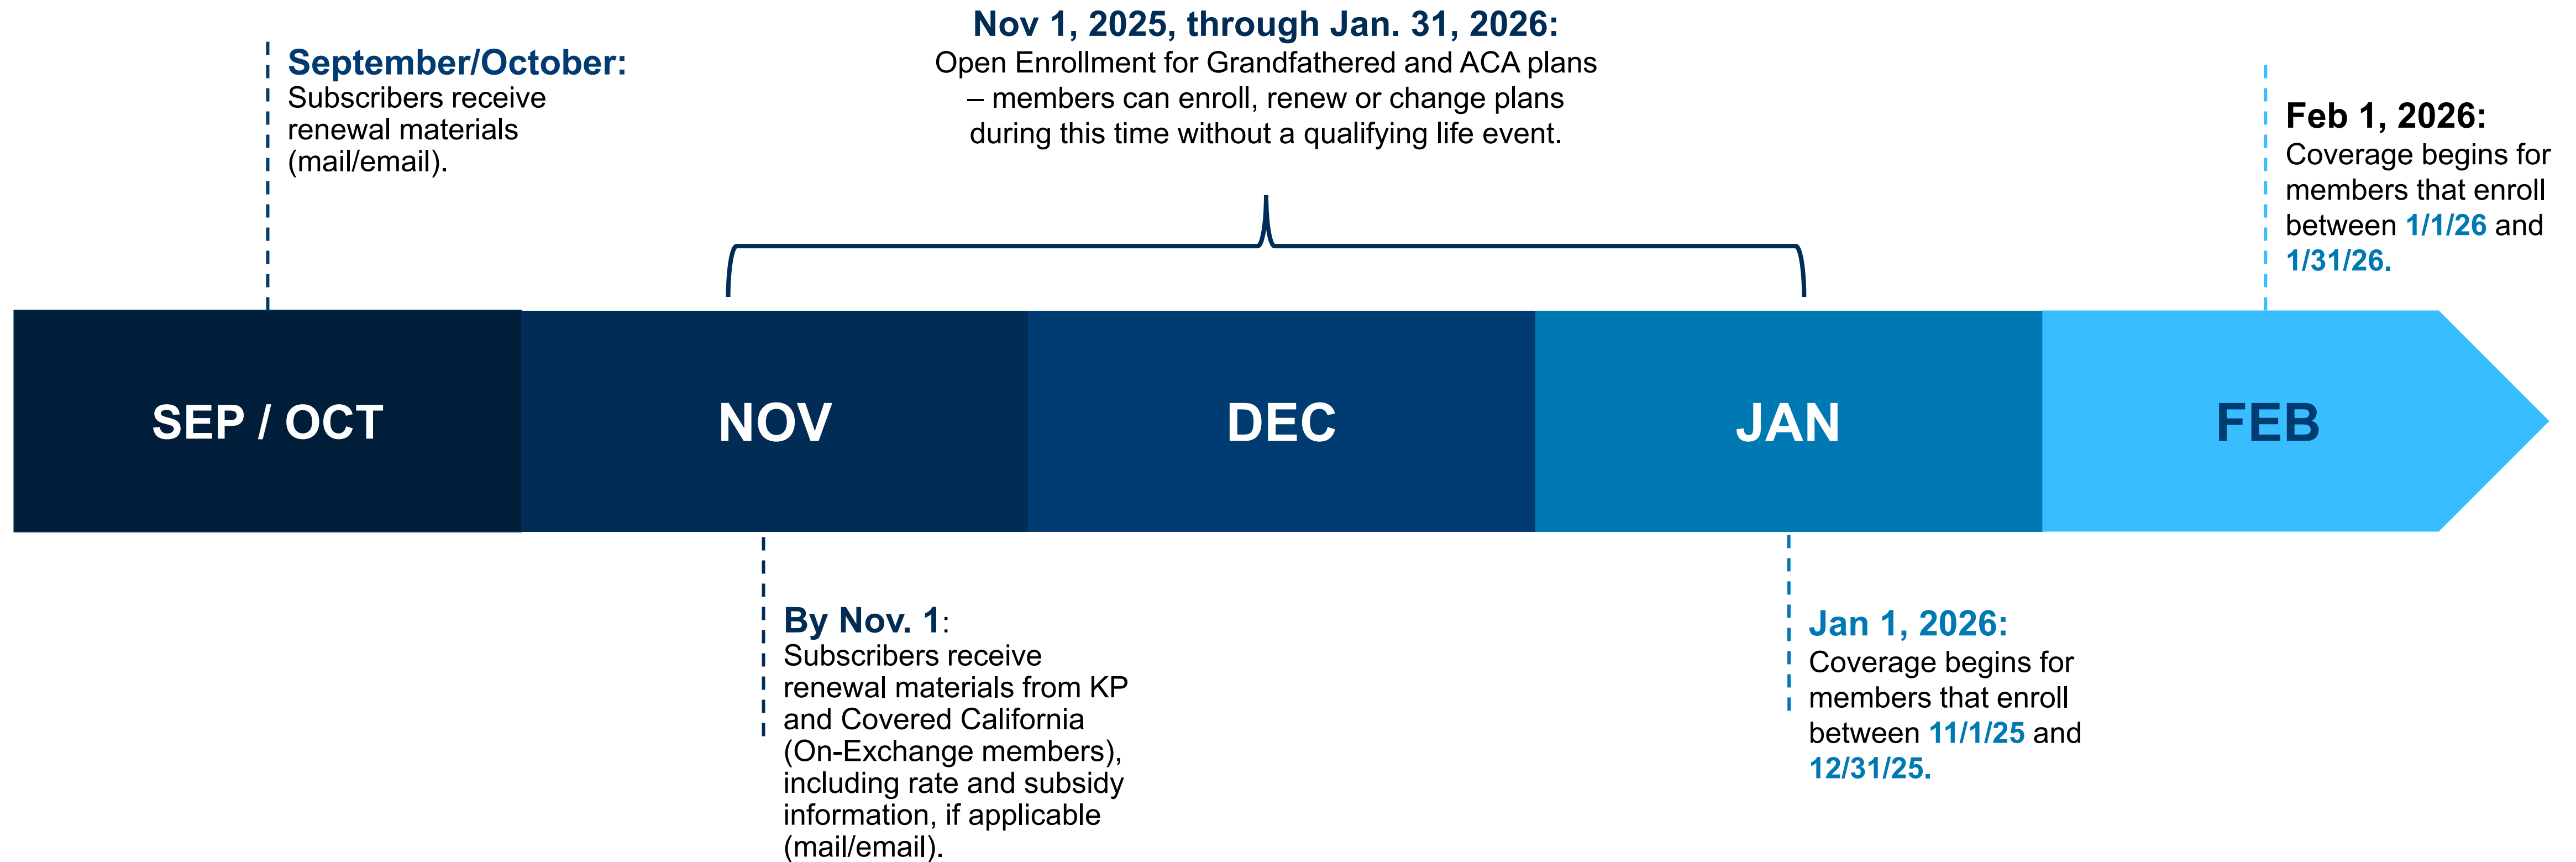 September/October:
Subscribers receive
renewal materials
(mail/email).
Nov 1, 2025, through Jan. 31, 2026:
Open Enrollment for Grandfathered and ACA plans
– members can enroll, renew or change plans
during this time without a qualifying life event.
Feb 1, 2026:
Coverage begins for
members that enroll
between 1/1/26 and
1/31/26.
SEP / OCT
NOV
DEC
JAN
FEB
By Nov. 1:
Subscribers receive
renewal materials from KP
and Covered California
(On-Exchange members),
including rate and subsidy
information, if applicable
(mail/email).
Jan 1, 2026:
Coverage begins for
members that enroll
between 11/1/25 and
12/31/25.